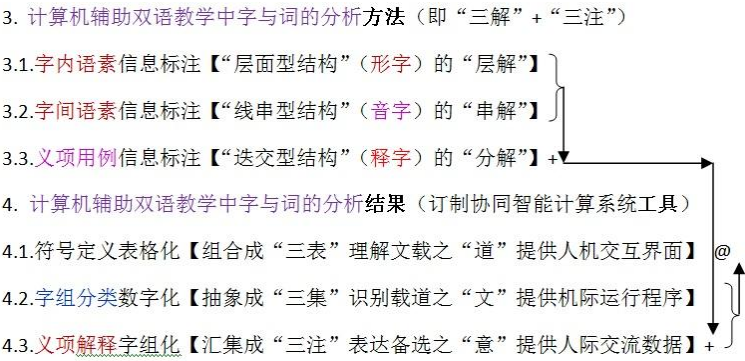 3. 计算机辅助双语教学中字与词的分析方法（即“三解”+“三注”）
3.1.字内语素信息标注【“层面型结构”（形字）的“层解”】
3.2.字间语素信息标注【“线串型结构”（音字）的“串解”】
3.3.义项用例信息标注【“迭交型结构”（释字）的“分解”】+
4. 计算机辅助双语教学中字与词的分析结果（订制协同智能计算系统工具）
4.1.符号定义表格化【组合成“三表”理解文载之“道”提供人机交互界面】@
4.2.字组分类数字化【抽象成“三集”识别载道之“文”提供机际运行程序】
4.3.义项解释字组化【汇集成“三注”表达备选之“意”提供人际交流数据】+